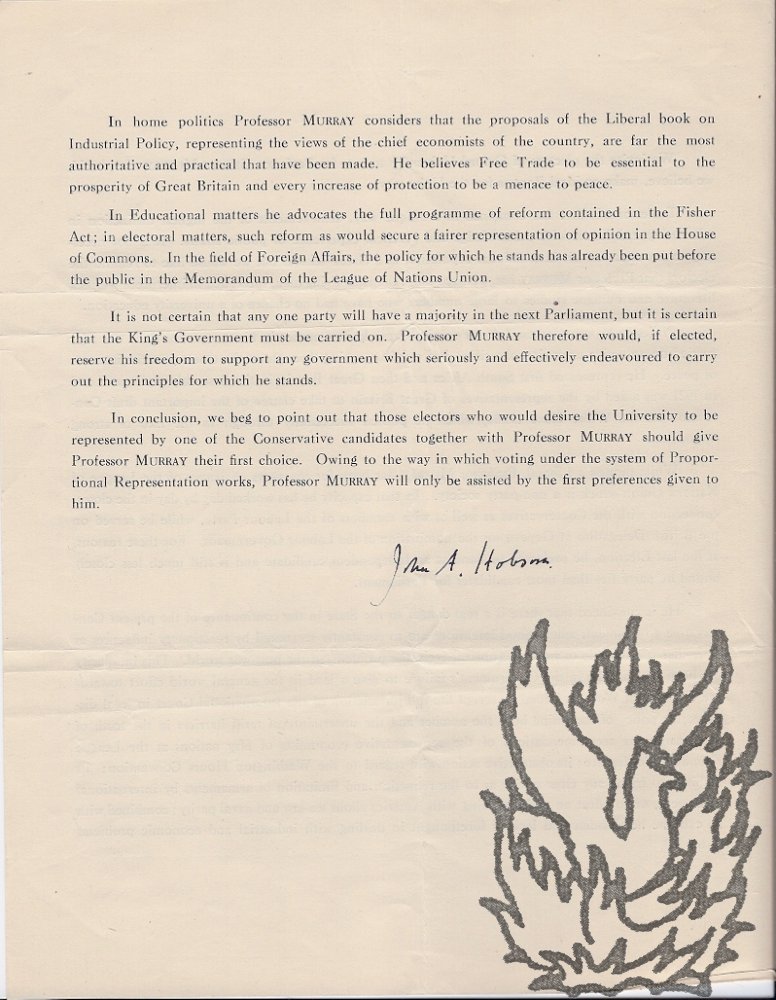 In home politics Professor MURRAY considers that the proposals of the Liberal book on
Industrial Policy, representing the views of the chief economists of the country, are far the most
authoritative and practical that have been made. He believes Free Trade to be essential to the
prosperity of Great Britain and every increase of protection to be a menace to peace.
In Educational matters he advocates the full programme of reform contained in the Fisher
Act; in electoral matters, such reform as would secure a fairer representation of opinion in the House
of Commons. In the field of Foreign Affairs, the policy for which he stands has already been put before
the public in the Memorandum of the League of Nations Union.
It is not certain that any one party will have a majority in the next Parliament, but it is certain
that the King's Government must be carried on. Professor MURRAY therefore would, if elected,
reserve his freedom to support any government which seriously and effectively endeavoured to carry
out the principles for which he stands.
In conclusion, we beg to point out that those electors who would desire the University to be
represented by one of the Conservative candidates together with Professor MURRAY should give
Professor MURRAY their first choice. Owing to the way in which voting under the system of Propor-
tional Representation works, Professor MURRAY will only be assisted by the first preferences given to
him.
John A. Hobson.